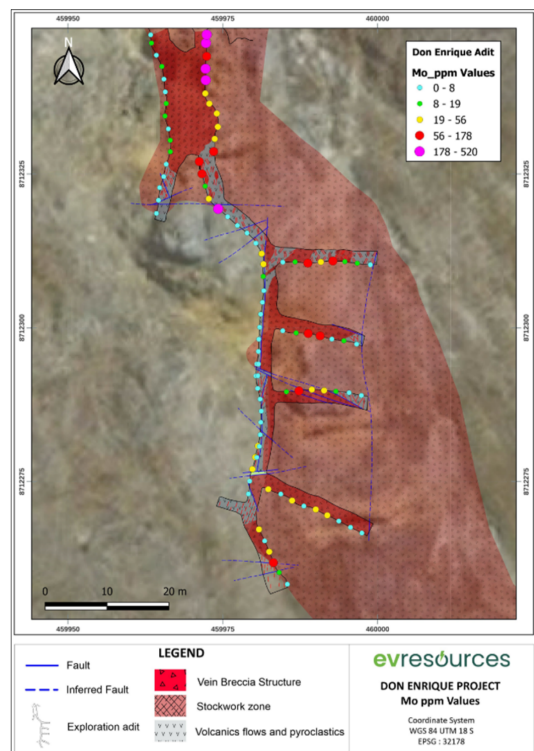 459950 459975 460000
N
Don Enrique Adit
Mo_ppm Values
0 - 8
8 - 19
19 - 56
56 - 178
178 - 520
8712325 8712325
8712300 8712300
8712275 8712275
0 10 20 m
459950 459975 460000
LEGEND
Fault
Inferred Fault
Exploration adit
Vein Breccia Structure
Stockwork zone
Volcanics flows and pyroclastics
evresources
DON ENRIQUE PROJECT
Mo ppm Values
Coordinate System
WGS 84 UTM 18 S
EPSG : 32178